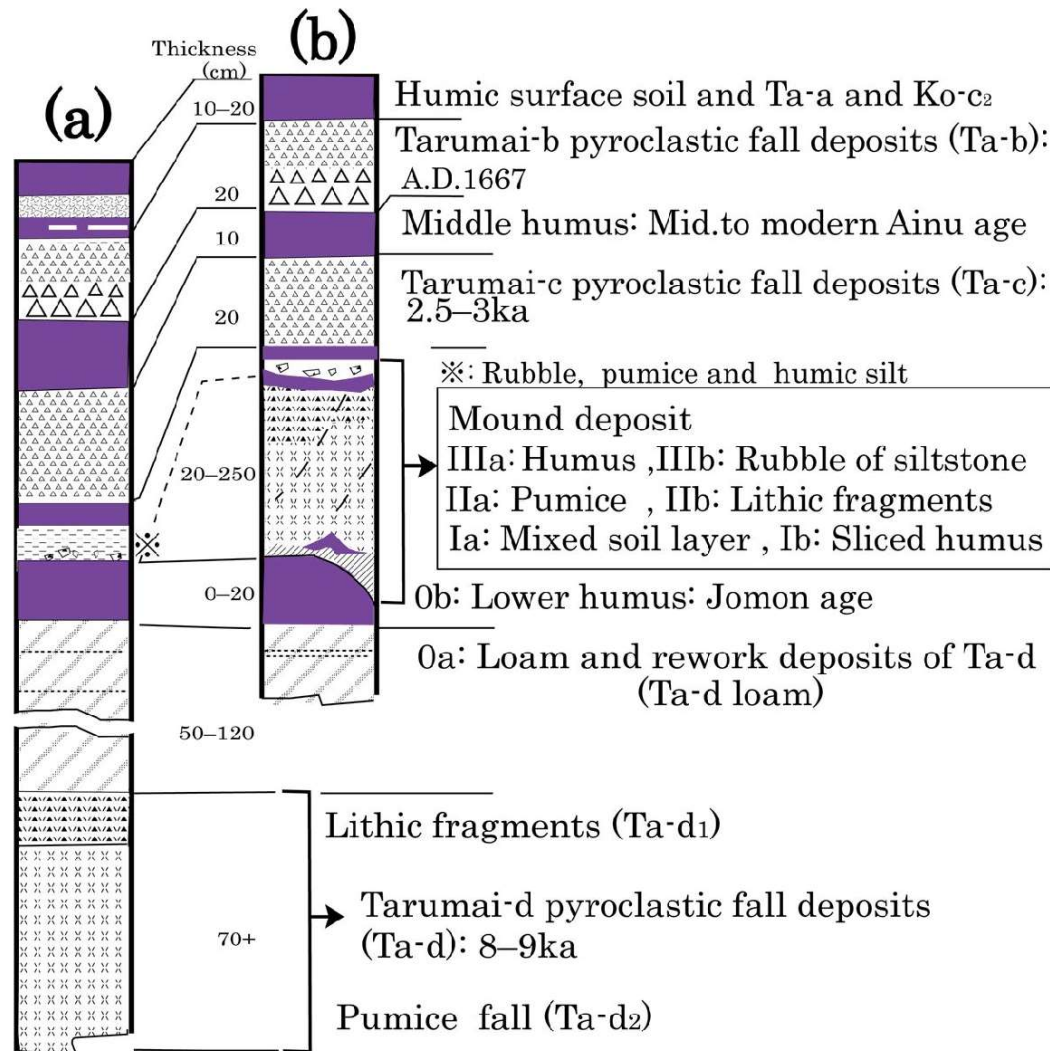 (b)
Thickness
(cm)
(a)
10–20
Humic surface soil and Ta-a and Ko-c₂
Tarumai-b pyroclastic fall deposits (Ta-b):
A.D.1667
20
Middle humus: Mid.to modern Ainu age
10
Tarumai-c pyroclastic fall deposits (Ta-c):
2.5–3ka
20
※: Rubble, pumice and humic silt
Mound deposit
IIIa: Humus ,IIIb: Rubble of siltstone
20–250
IIa: Pumice , IIb: Lithic fragments
Ia: Mixed soil layer , Ib: Sliced humus
※
0–20
0b: Lower humus: Jomon age
0a: Loam and rework deposits of Ta-d
(Ta-d loam)
50–120
Lithic fragments (Ta-d₁)
Tarumai-d pyroclastic fall deposits
(Ta-d): 8–9ka
70+
Pumice fall (Ta-d₂)